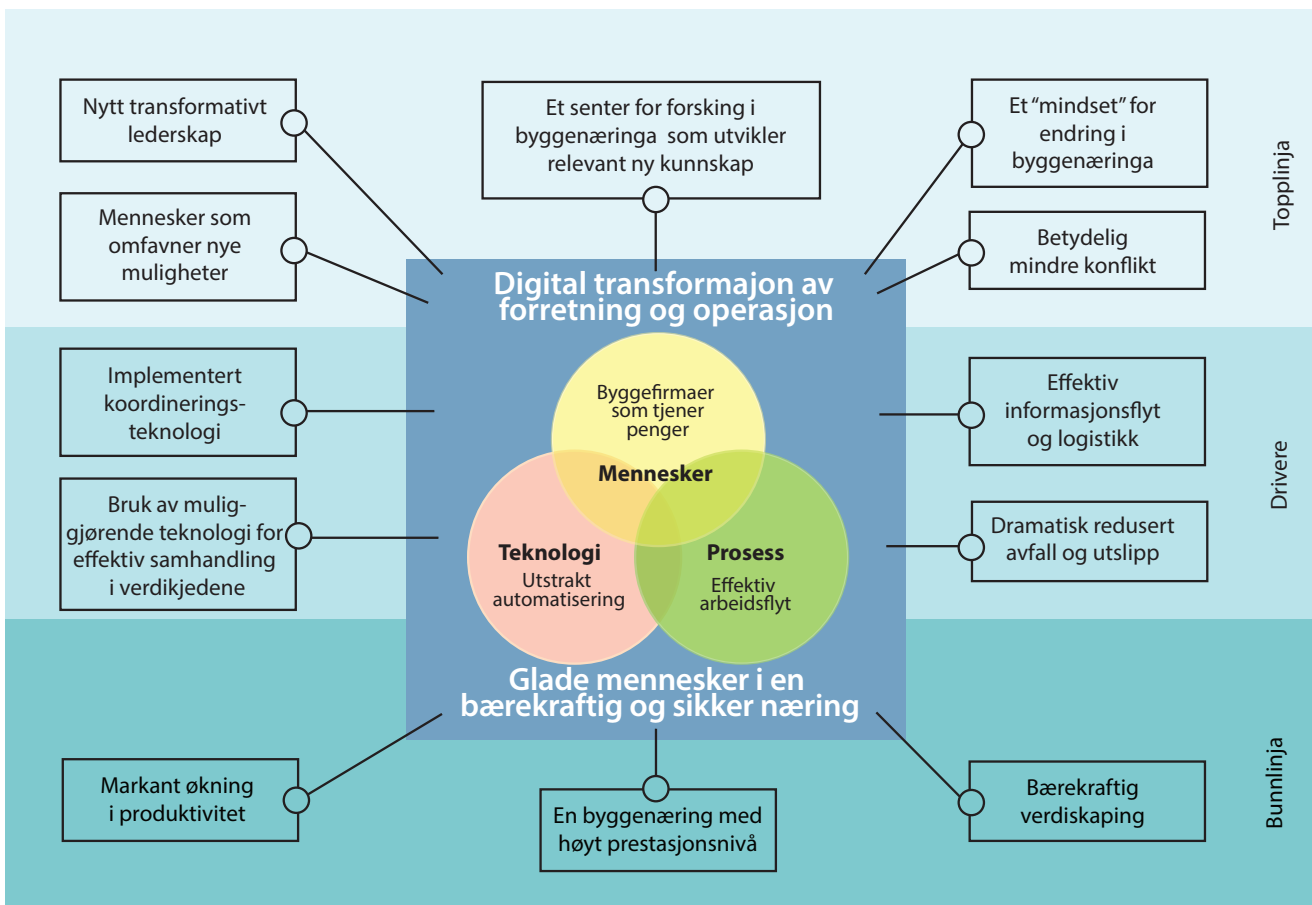 Nytt transformativt
lederskap
Et senter for forsking i
byggenæringa som utvikler
relevant ny kunnskap
Et “mindset” for
endring i
byggenæringa
Mennesker som
omfavner nye
muligheter
Betydelig
mindre konflikt
Topplinja
Digital transformajon av
forretning og operasjon
Implementert
koordinerings-
teknologi
Byggefirmaer
som tjener
penger
Effektiv
informasjonsflyt
og logistikk
Mennesker
Drivere
Bruk av mulig-
gjørende teknologi for
effektiv samhandling
i verdikjedene
Teknologi
Utstrakt
automatisering
Prosess
Effektiv
arbeidsflyt
Dramatisk redusert
avfall og utslipp
Glade mennesker i en
bærekraftig og sikker næring
Markant økning
i produktivitet
En byggenæring med
høyt prestasjonsnivå
Bærekraftig
verdiskaping
Bunnlinja